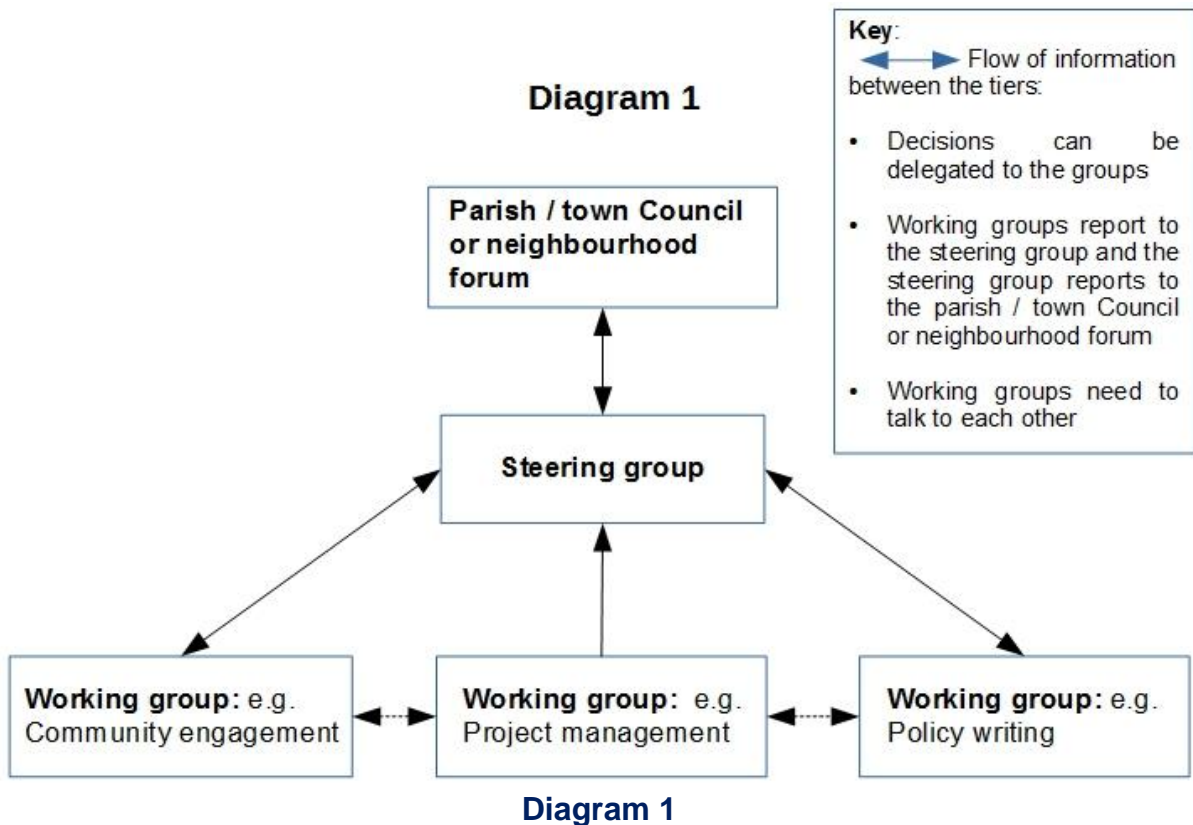 Diagram 1
Key:
Flow of information
between the tiers:
• Decisions can be
delegated to the groups
• Working groups report to
the steering group and the
steering group reports to
the parish / town Council
or neighbourhood forum
• Working groups need to
talk to each other
Parish / town Council
or neighbourhood
forum
Steering group
Working group: e.g.
Community engagement
Working group: e.g.
Project management
Working group: e.g.
Policy writing
Diagram 1